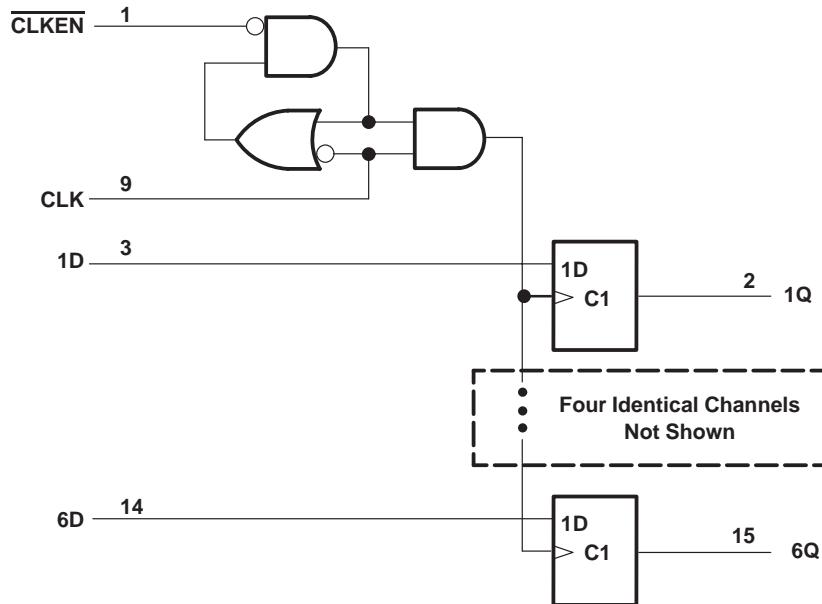 CLKEN 1
CLK 9
1D 3
1D
C1
2 1Q
Four Identical Channels
Not Shown
6D 14
1D
C1
15 6Q